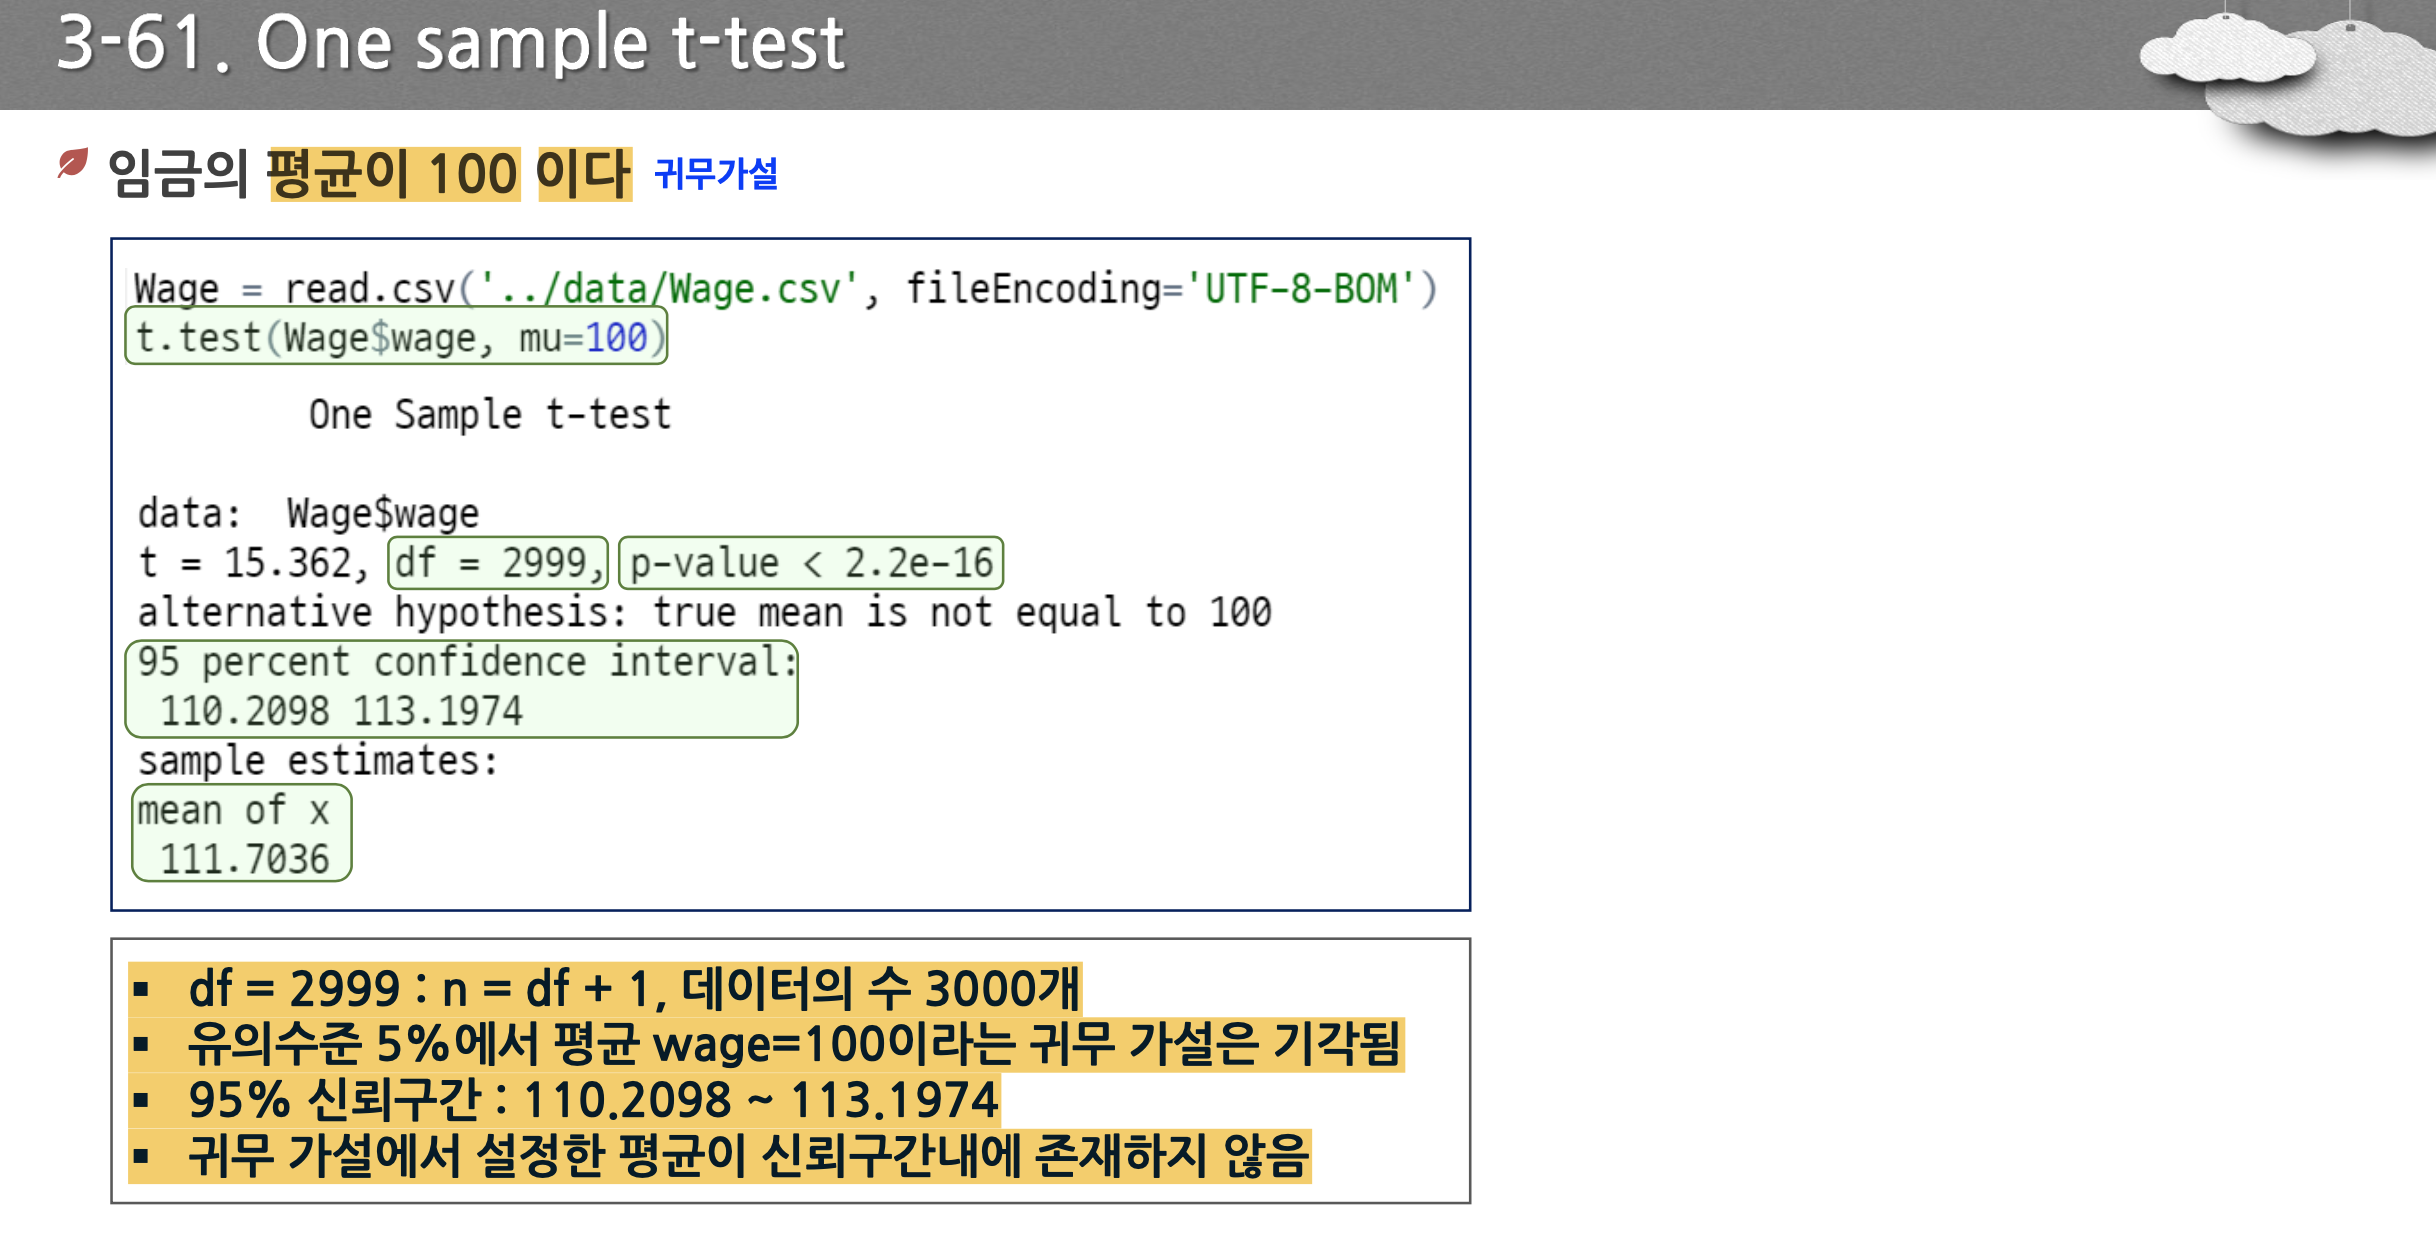 3-61. One sample t-test
임금의 평균이 100 이다 귀무가설
Wage = read.csv('../data/Wage.csv', fileEncoding='UTF-8-BOM')
t.test(Wage$wage, mu=100)
One Sample t-test
data: Wage$wage
t = 15.362, df = 2999, p-value < 2.2e-16
alternative hypothesis: true mean is not equal to 100
95 percent confidence interval:
110.2098 113.1974
sample estimates:
mean of x
111.7036
▪ df = 2999 : n = df + 1, 데이터의 수 3000개
▪ 유의수준 5%에서 평균 wage=100이라는 귀무 가설은 기각됨
▪ 95% 신뢰구간 : 110.2098 ~ 113.1974
▪ 귀무 가설에서 설정한 평균이 신뢰구간내에 존재하지 않음